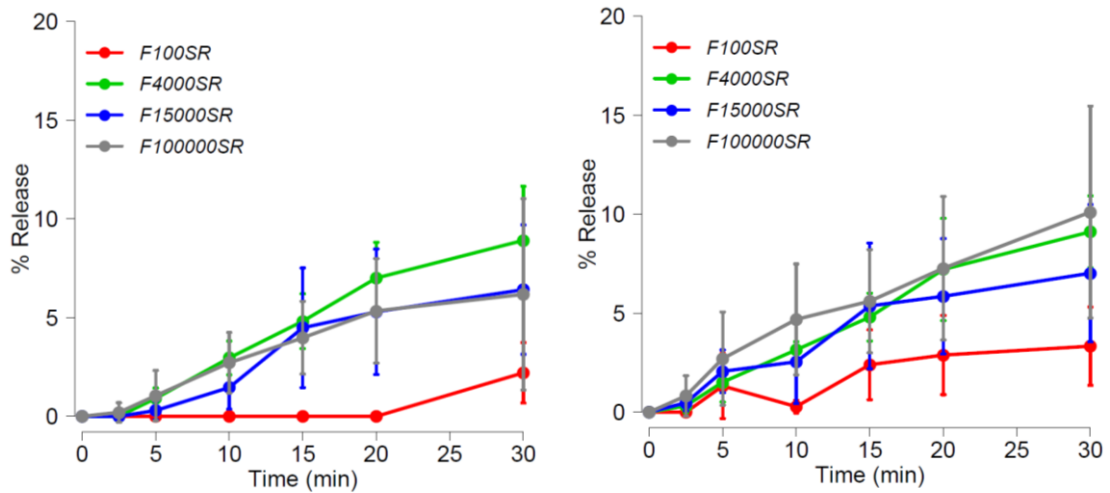 20
15
10
5
0
% Release
F100SR
F4000SR
F15000SR
F100000SR
0 5 10 15 20 25 30
Time (min)
20
15
10
5
0
% Release
F100SR
F4000SR
F15000SR
F100000SR
0 5 10 15 20 25 30
Time (min)